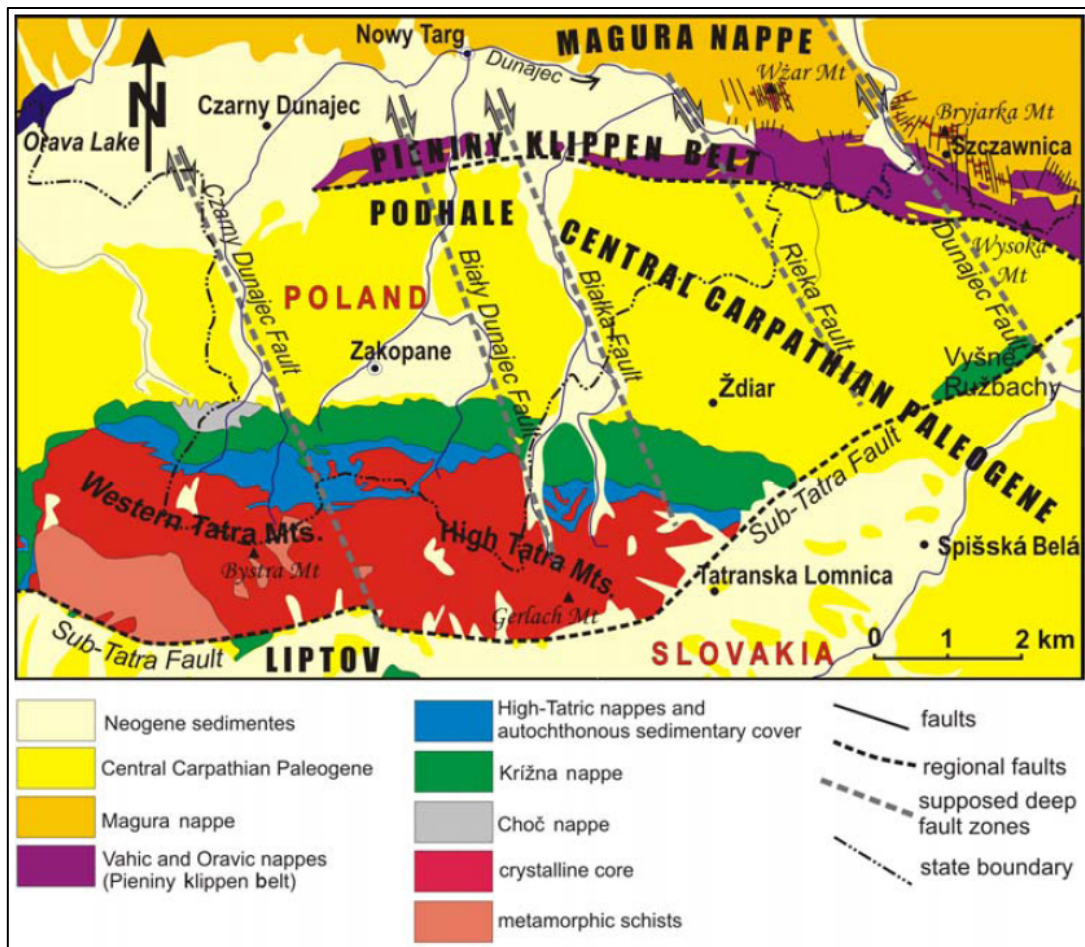 Nowy Targ
MAGURA NAPPE
Dunajec
Wżar Mt
N
Czarny Dunajec
Bryjarka Mt
Orava Lake
Szczawnica
PIENINY KLIPPEN BELT
PODHALE
CENTRAL CARPATHIAN PALEOGENE
Wysoka
Mt
Czarny Dunajec Fault
Biały Dunajec Fault
Białka Fault
Rieka Fault
Dunajec Fault
POLAND
Zakopane
Ždiar
Vyšne
Ružbachy
Sub-Tatra Fault
Western Tatra Mts.
High Tatra Mts.
Spišská Belá
Bystra Mt
Tatranska Lomnica
Gerlach Mt
Sub-Tatra Fault
LIPTOV
SLOVAKIA
0 1 2 km
Neogene sedimentes
Central Carpathian Paleogene
Magura nappe
Vahic and Oravic nappes
(Pieniny klippen belt)
High-Tatric nappes and
autochthonous sedimentary cover
Krížna nappe
Choč nappe
crystalline core
metamorphic schists
faults
regional faults
supposed deep
fault zones
state boundary